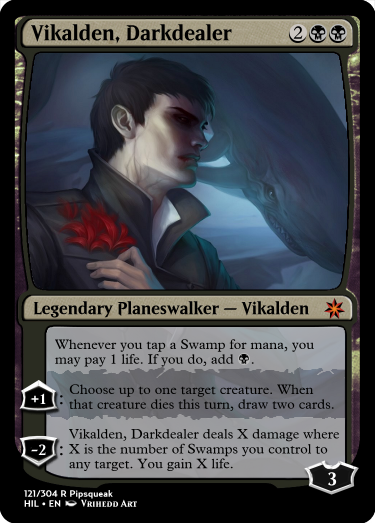 Vikalden, Darkdealer 2
Legendary Planeswalker — Vikalden
Whenever you tap a Swamp for mana, you
may pay 1 life. If you do, add .
+1: Choose up to one target creature. When
that creature dies this turn, draw two cards.
-2: Vikalden, Darkdealer deals X damage where
X is the number of Swamps you control to
any target. You gain X life.
3
121/304 R Pipsqueak
HIL • EN Vrihedd Art